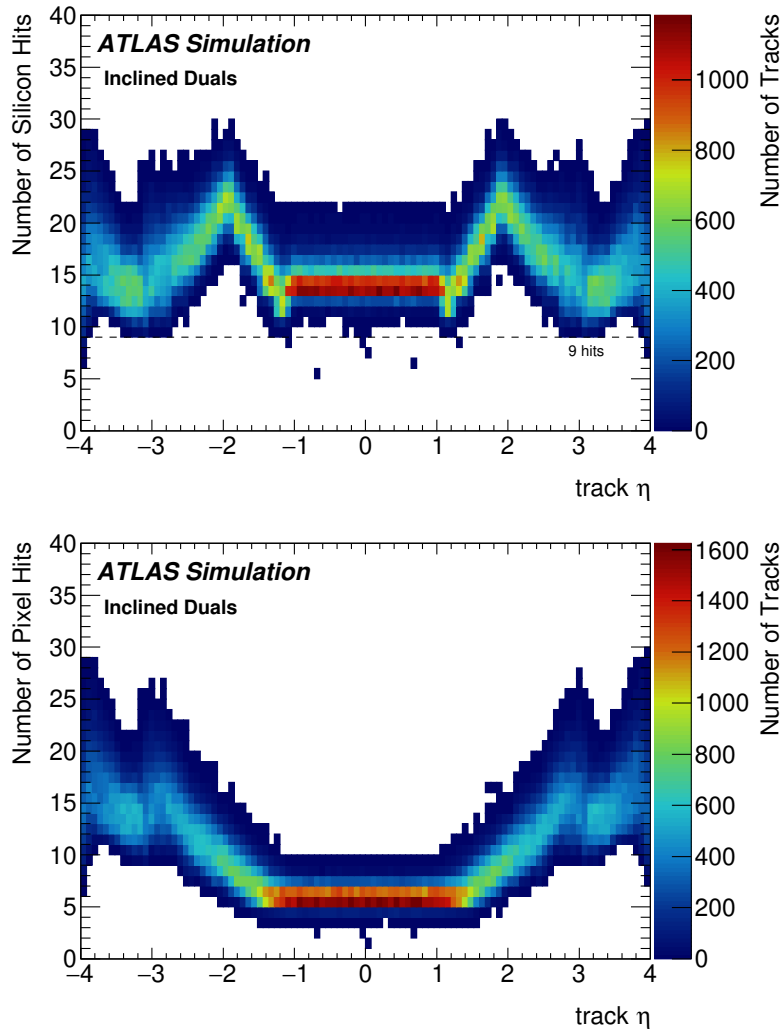 ATLAS Simulation
Inclined Duals
Number of Silicon Hits
40
35
30
25
20
15
10
5
0
9 hits
−4 −3 −2 −1 0 1 2 3 4
track η
1000
800
600
400
200
0
Number of Tracks
ATLAS Simulation
Inclined Duals
Number of Pixel Hits
40
35
30
25
20
15
10
5
0
−4 −3 −2 −1 0 1 2 3 4
track η
1600
1400
1200
1000
800
600
400
200
0
Number of Tracks